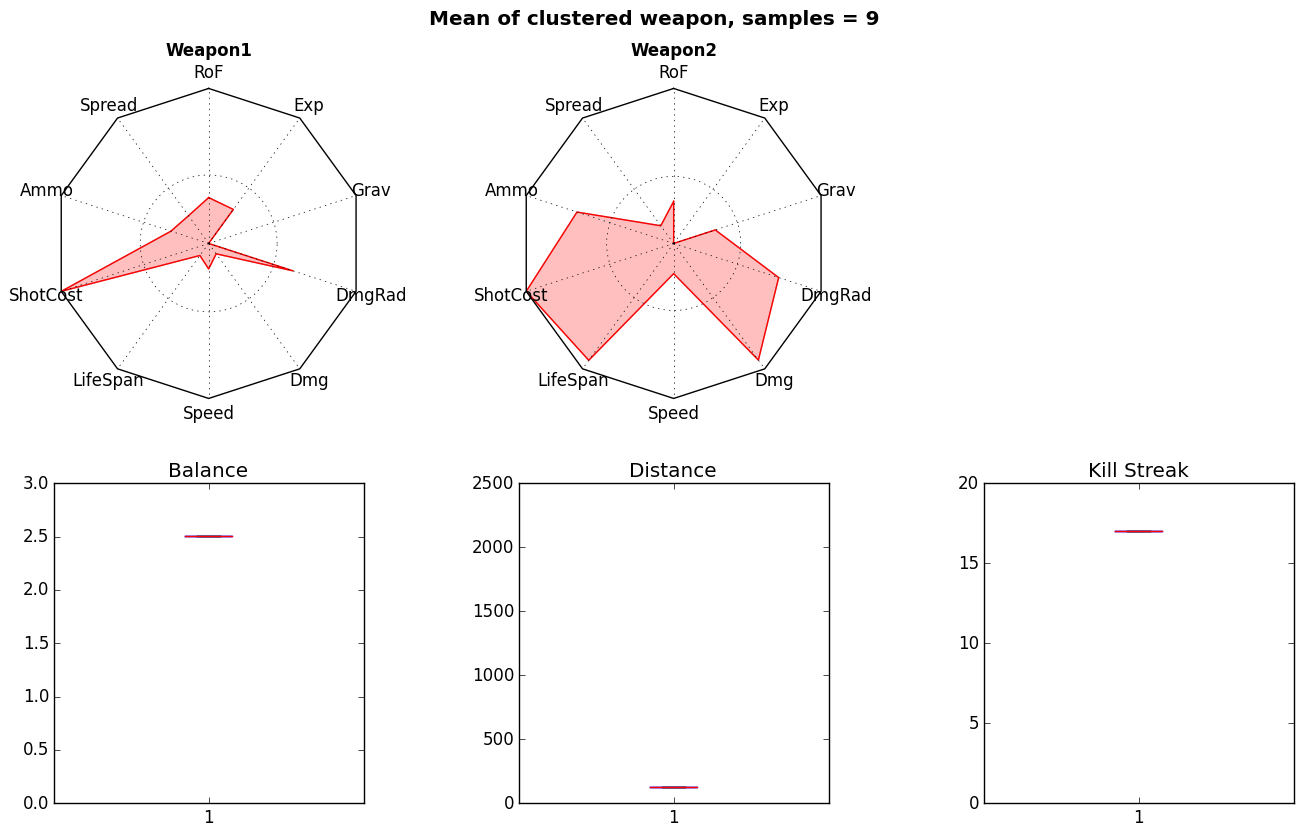 Mean of clustered weapon, samples = 9
Weapon1
RoF
Exp
Spread
Grav
Ammo
DmgRad
ShotCost
Dmg
LifeSpan
Speed
Weapon2
RoF
Exp
Spread
Grav
Ammo
DmgRad
ShotCost
Dmg
LifeSpan
Speed
Balance
3.0
2.5
2.0
1.5
1.0
0.5
0.0
1
Distance
2500
2000
1500
1000
500
0
1
Kill Streak
20
15
10
5
0
1